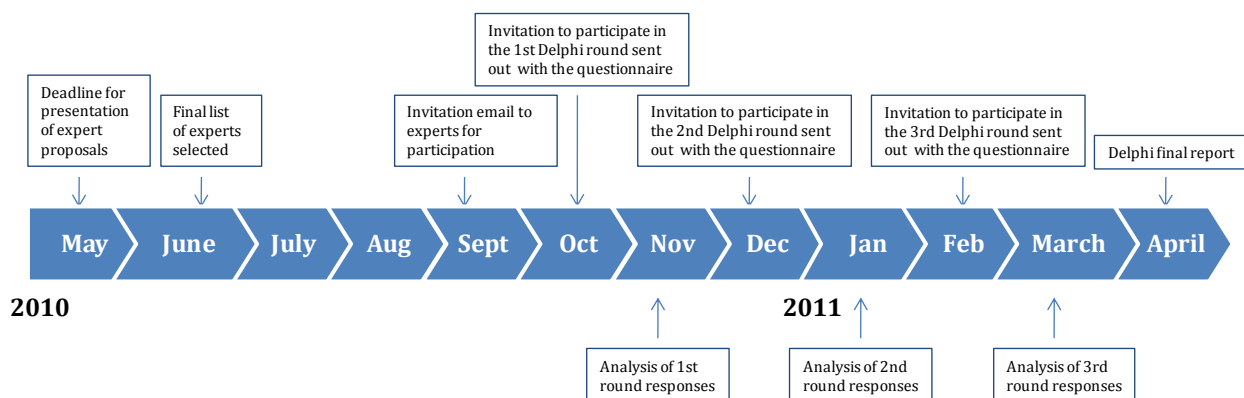 Invitation to participate in
the 1st Delphi round sent
out with the questionnaire
Deadline for
presentation
of expert
proposals
Final list
of experts
selected
Invitation email to
experts for
participation
Invitation to participate in
the 2nd Delphi round sent
out with the questionnaire
Invitation to participate in
the 3rd Delphi round sent
out with the questionnaire
Delphi final report
May
June
July
Aug
Sept
Oct
Nov
Dec
Jan
Feb
March
April
2010
2011
Analysis of 1st
round responses
Analysis of 2nd
round responses
Analysis of 3rd
round responses